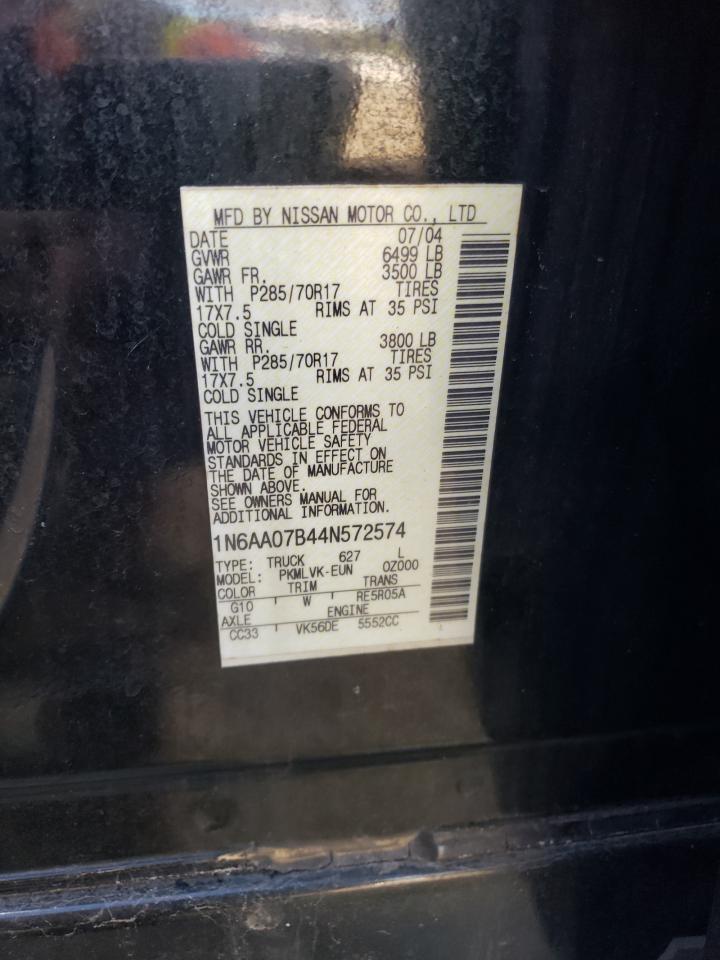 MFD BY NISSAN MOTOR CO., LTD
DATE 07/04
GVWR 6499 LB
GAWR FR. 3500 LB
WITH P285/70R17 TIRES
17X7.5 RIMS AT 35 PSI
COLD SINGLE
GAWR RR. 3800 LB
WITH P285/70R17 TIRES
17X7.5 RIMS AT 35 PSI
COLD SINGLE
THIS VEHICLE CONFORMS TO
ALL APPLICABLE FEDERAL
MOTOR VEHICLE SAFETY
STANDARDS IN EFFECT ON
THE DATE OF MANUFACTURE
SHOWN ABOVE.
SEE OWNERS MANUAL FOR
ADDITIONAL INFORMATION.
1N6AA07B44N572574
TYPE: TRUCK 627 L
MODEL: PKMLVK-EUN 0Z000
COLOR TRIM TRANS
G10 W RE5R05A
AXLE ENGINE
CC33 VK56DE 5552CC